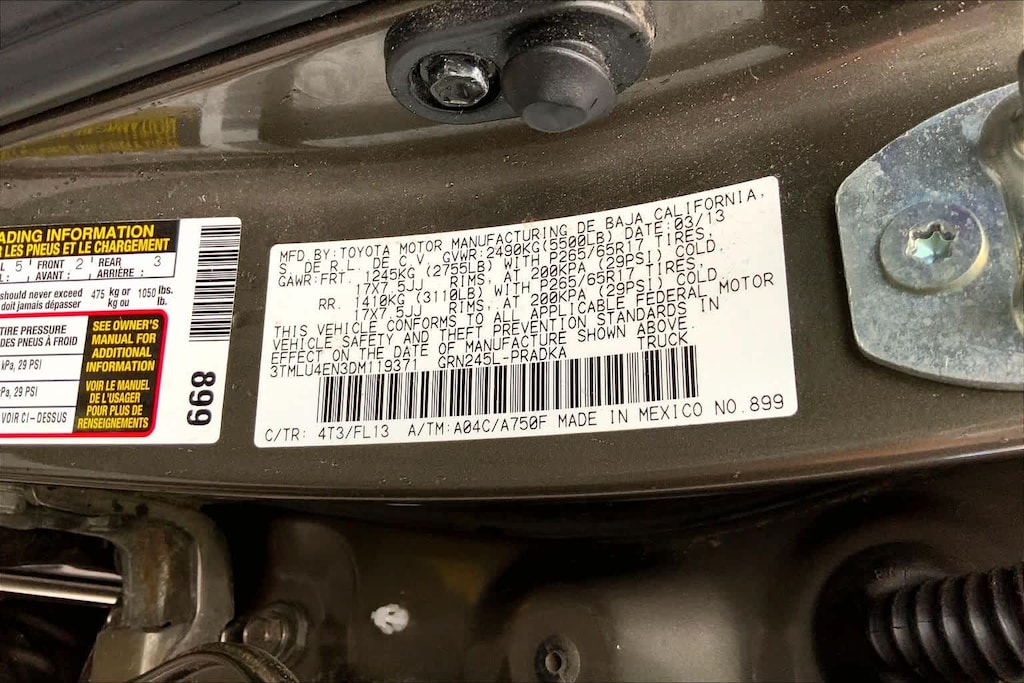 ADING INFORMATION
LES PNEUS ET LE CHARGEMENT
5 FRONT 2 REAR 3
AVANT : ARRIÈRE :
should never exceed 475 kg or 1050 lbs.
doit jamais dépasser kg ou lb.
TIRE PRESSURE
DES PNEUS À FROID
kPa, 29 PSI
kPa, 29 PSI
VOIR CI-DESSUS
SEE OWNER'S
MANUAL FOR
ADDITIONAL
INFORMATION
VOIR LE MANUEL
DE L'USAGER
POUR PLUS DE
RENSEIGNEMENTS
899
MFD. BY: TOYOTA MOTOR MANUFACTURING DE BAJA CALIFORNIA,
S. DE R.L. DE C.V. GVWR: 2490KG(5500LB) DATE: 03/13
GAWR: FRT. 1245KG (2755LB) WITH P265/65R17 TIRES,
17X7.5JJ RIMS, AT 200KPA (29PSI) COLD.
RR. 1410KG (3110LB) WITH P265/65R17 TIRES,
17X7.5JJ RIMS, AT 200KPA (29PSI) COLD.
THIS VEHICLE CONFORMS TO ALL APPLICABLE FEDERAL MOTOR
VEHICLE SAFETY AND THEFT PREVENTION STANDARDS IN
EFFECT ON THE DATE OF MANUFACTURE SHOWN ABOVE.
3TMLU4EN3DM119371 GRN245L-PRADKA TRUCK
C/TR: 4T3/FL13 A/TM: A04C/A750F MADE IN MEXICO NO. 899